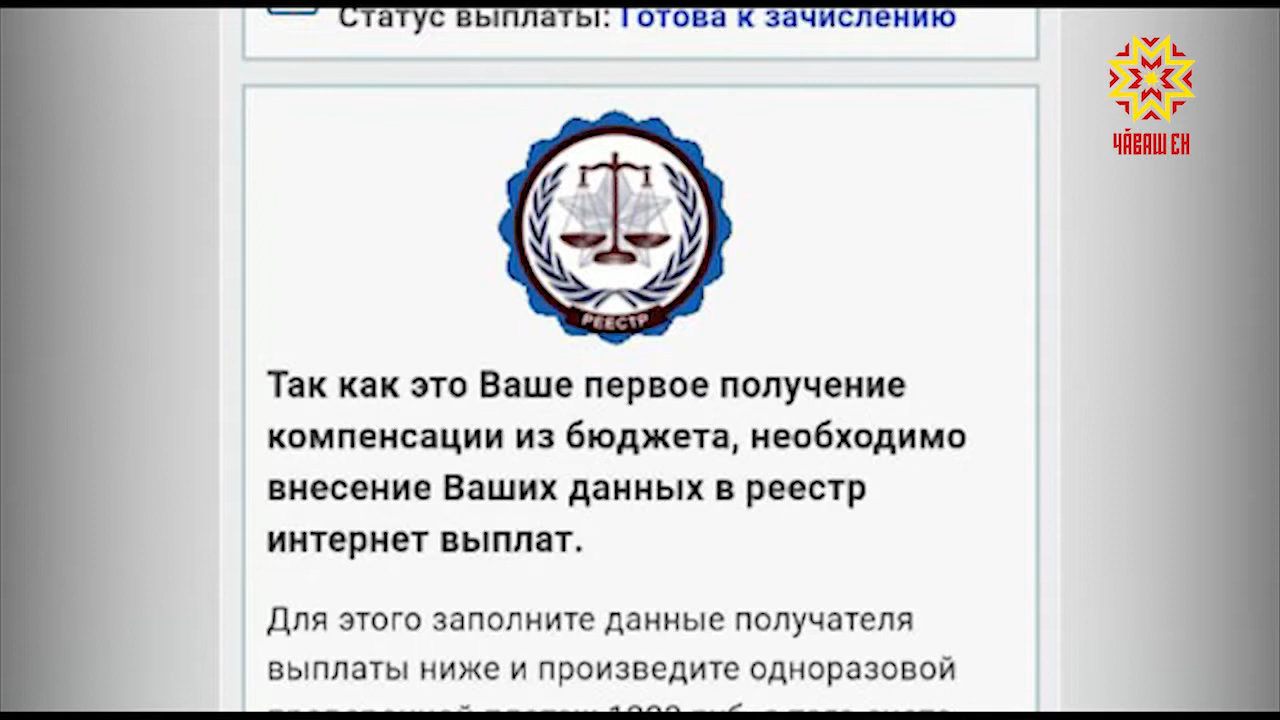 Статус выплаты: Готова к зачислению
ЧӐВАШ ЕН
РЕЕСТР
Так как это Ваше первое получение
компенсации из бюджета, необходимо
внесение Ваших данных в реестр
интернет выплат.
Для этого заполните данные получателя
выплаты ниже и произведите одноразовой